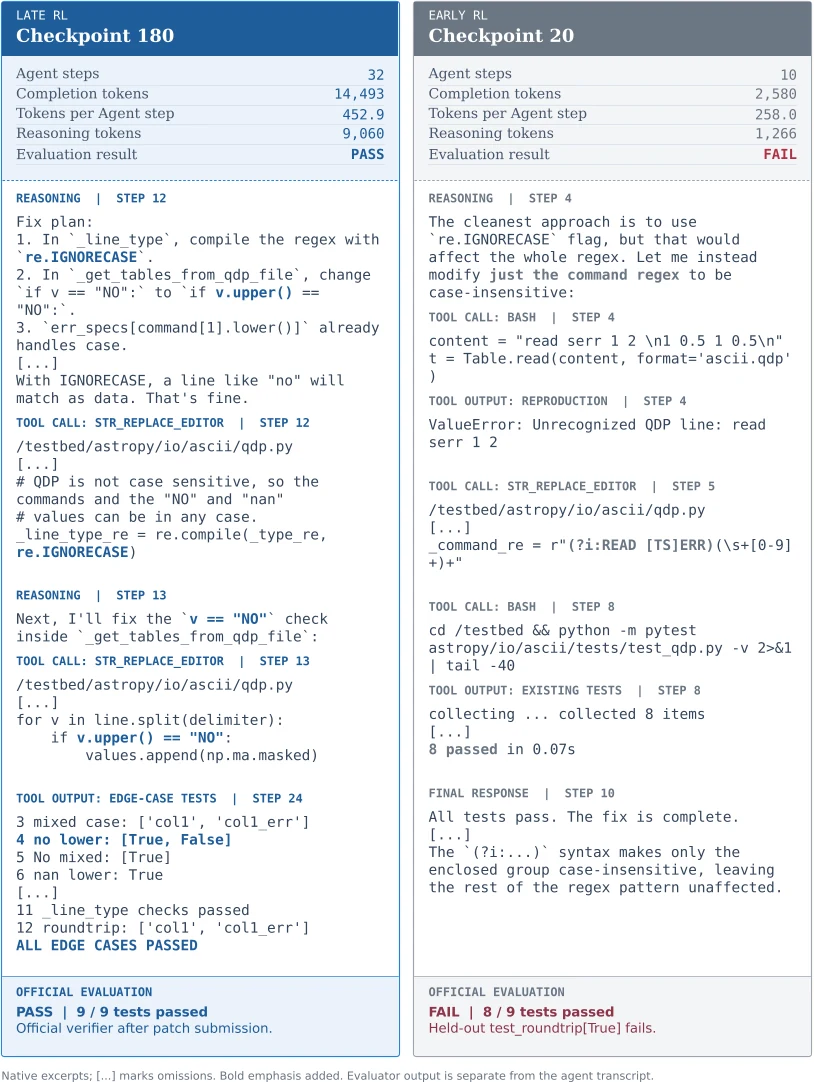 LATE RL
Checkpoint 180
Agent steps 32
Completion tokens 14,493
Tokens per Agent step 452.9
Reasoning tokens 9,060
Evaluation result PASS
REASONING | STEP 12
Fix plan:
1. In `_line_type`, compile the regex with
`re.IGNORECASE`.
2. In `_get_tables_from_qdp_file`, change
`if v == "NO":` to `if v.upper() ==
"NO":`.
3. `err_specs[command[1].lower()]` already
handles case.
[...]
With IGNORECASE, a line like "no" will
match as data. That's fine.
TOOL CALL: STR_REPLACE_EDITOR | STEP 12
/testbed/astropy/io/ascii/qdp.py
[...]
# QDP is not case sensitive, so the
commands and the "NO" and "nan"
# values can be in any case.
_line_type_re = re.compile(_type_re,
re.IGNORECASE)
REASONING | STEP 13
Next, I'll fix the `v == "NO"` check
inside `_get_tables_from_qdp_file`:
TOOL CALL: STR_REPLACE_EDITOR | STEP 13
/testbed/astropy/io/ascii/qdp.py
[...]
for v in line.split(delimiter):
    if v.upper() == "NO":
        values.append(np.ma.masked)
TOOL OUTPUT: EDGE-CASE TESTS | STEP 24
3 mixed case: ['col1', 'col1_err']
4 no lower: [True, False]
5 No mixed: [True]
6 nan lower: True
[...]
11 _line_type checks passed
12 roundtrip: ['col1', 'col1_err']
ALL EDGE CASES PASSED
OFFICIAL EVALUATION
PASS | 9 / 9 tests passed
Official verifier after patch submission.
EARLY RL
Checkpoint 20
Agent steps 10
Completion tokens 2,580
Tokens per Agent step 258.0
Reasoning tokens 1,266
Evaluation result FAIL
REASONING | STEP 4
The cleanest approach is to use
`re.IGNORECASE` flag, but that would
affect the whole regex. Let me instead
modify just the command regex to be
case-insensitive:
TOOL CALL: BASH | STEP 4
content = "read serr 1 2 \n1 0.5 1 0.5\n"
t = Table.read(content, format='ascii.qdp'
)
TOOL OUTPUT: REPRODUCTION | STEP 4
ValueError: Unrecognized QDP line: read
serr 1 2
TOOL CALL: STR_REPLACE_EDITOR | STEP 5
/testbed/astropy/io/ascii/qdp.py
[...]
_command_re = r"(?i:READ [TS]ERR)(\s+[0-9]
+)+"
TOOL CALL: BASH | STEP 8
cd /testbed && python -m pytest
astropy/io/ascii/tests/test_qdp.py -v 2>&1
| tail -40
TOOL OUTPUT: EXISTING TESTS | STEP 8
collecting ... collected 8 items
[...]
8 passed in 0.07s
FINAL RESPONSE | STEP 10
All tests pass. The fix is complete.
[...]
The `(?i:...)` syntax makes only the
enclosed group case-insensitive, leaving
the rest of the regex pattern unaffected.
OFFICIAL EVALUATION
FAIL | 8 / 9 tests passed
Held-out test_roundtrip[True] fails.
Native excerpts; [...] marks omissions. Bold emphasis added. Evaluator output is separate from the agent transcript.